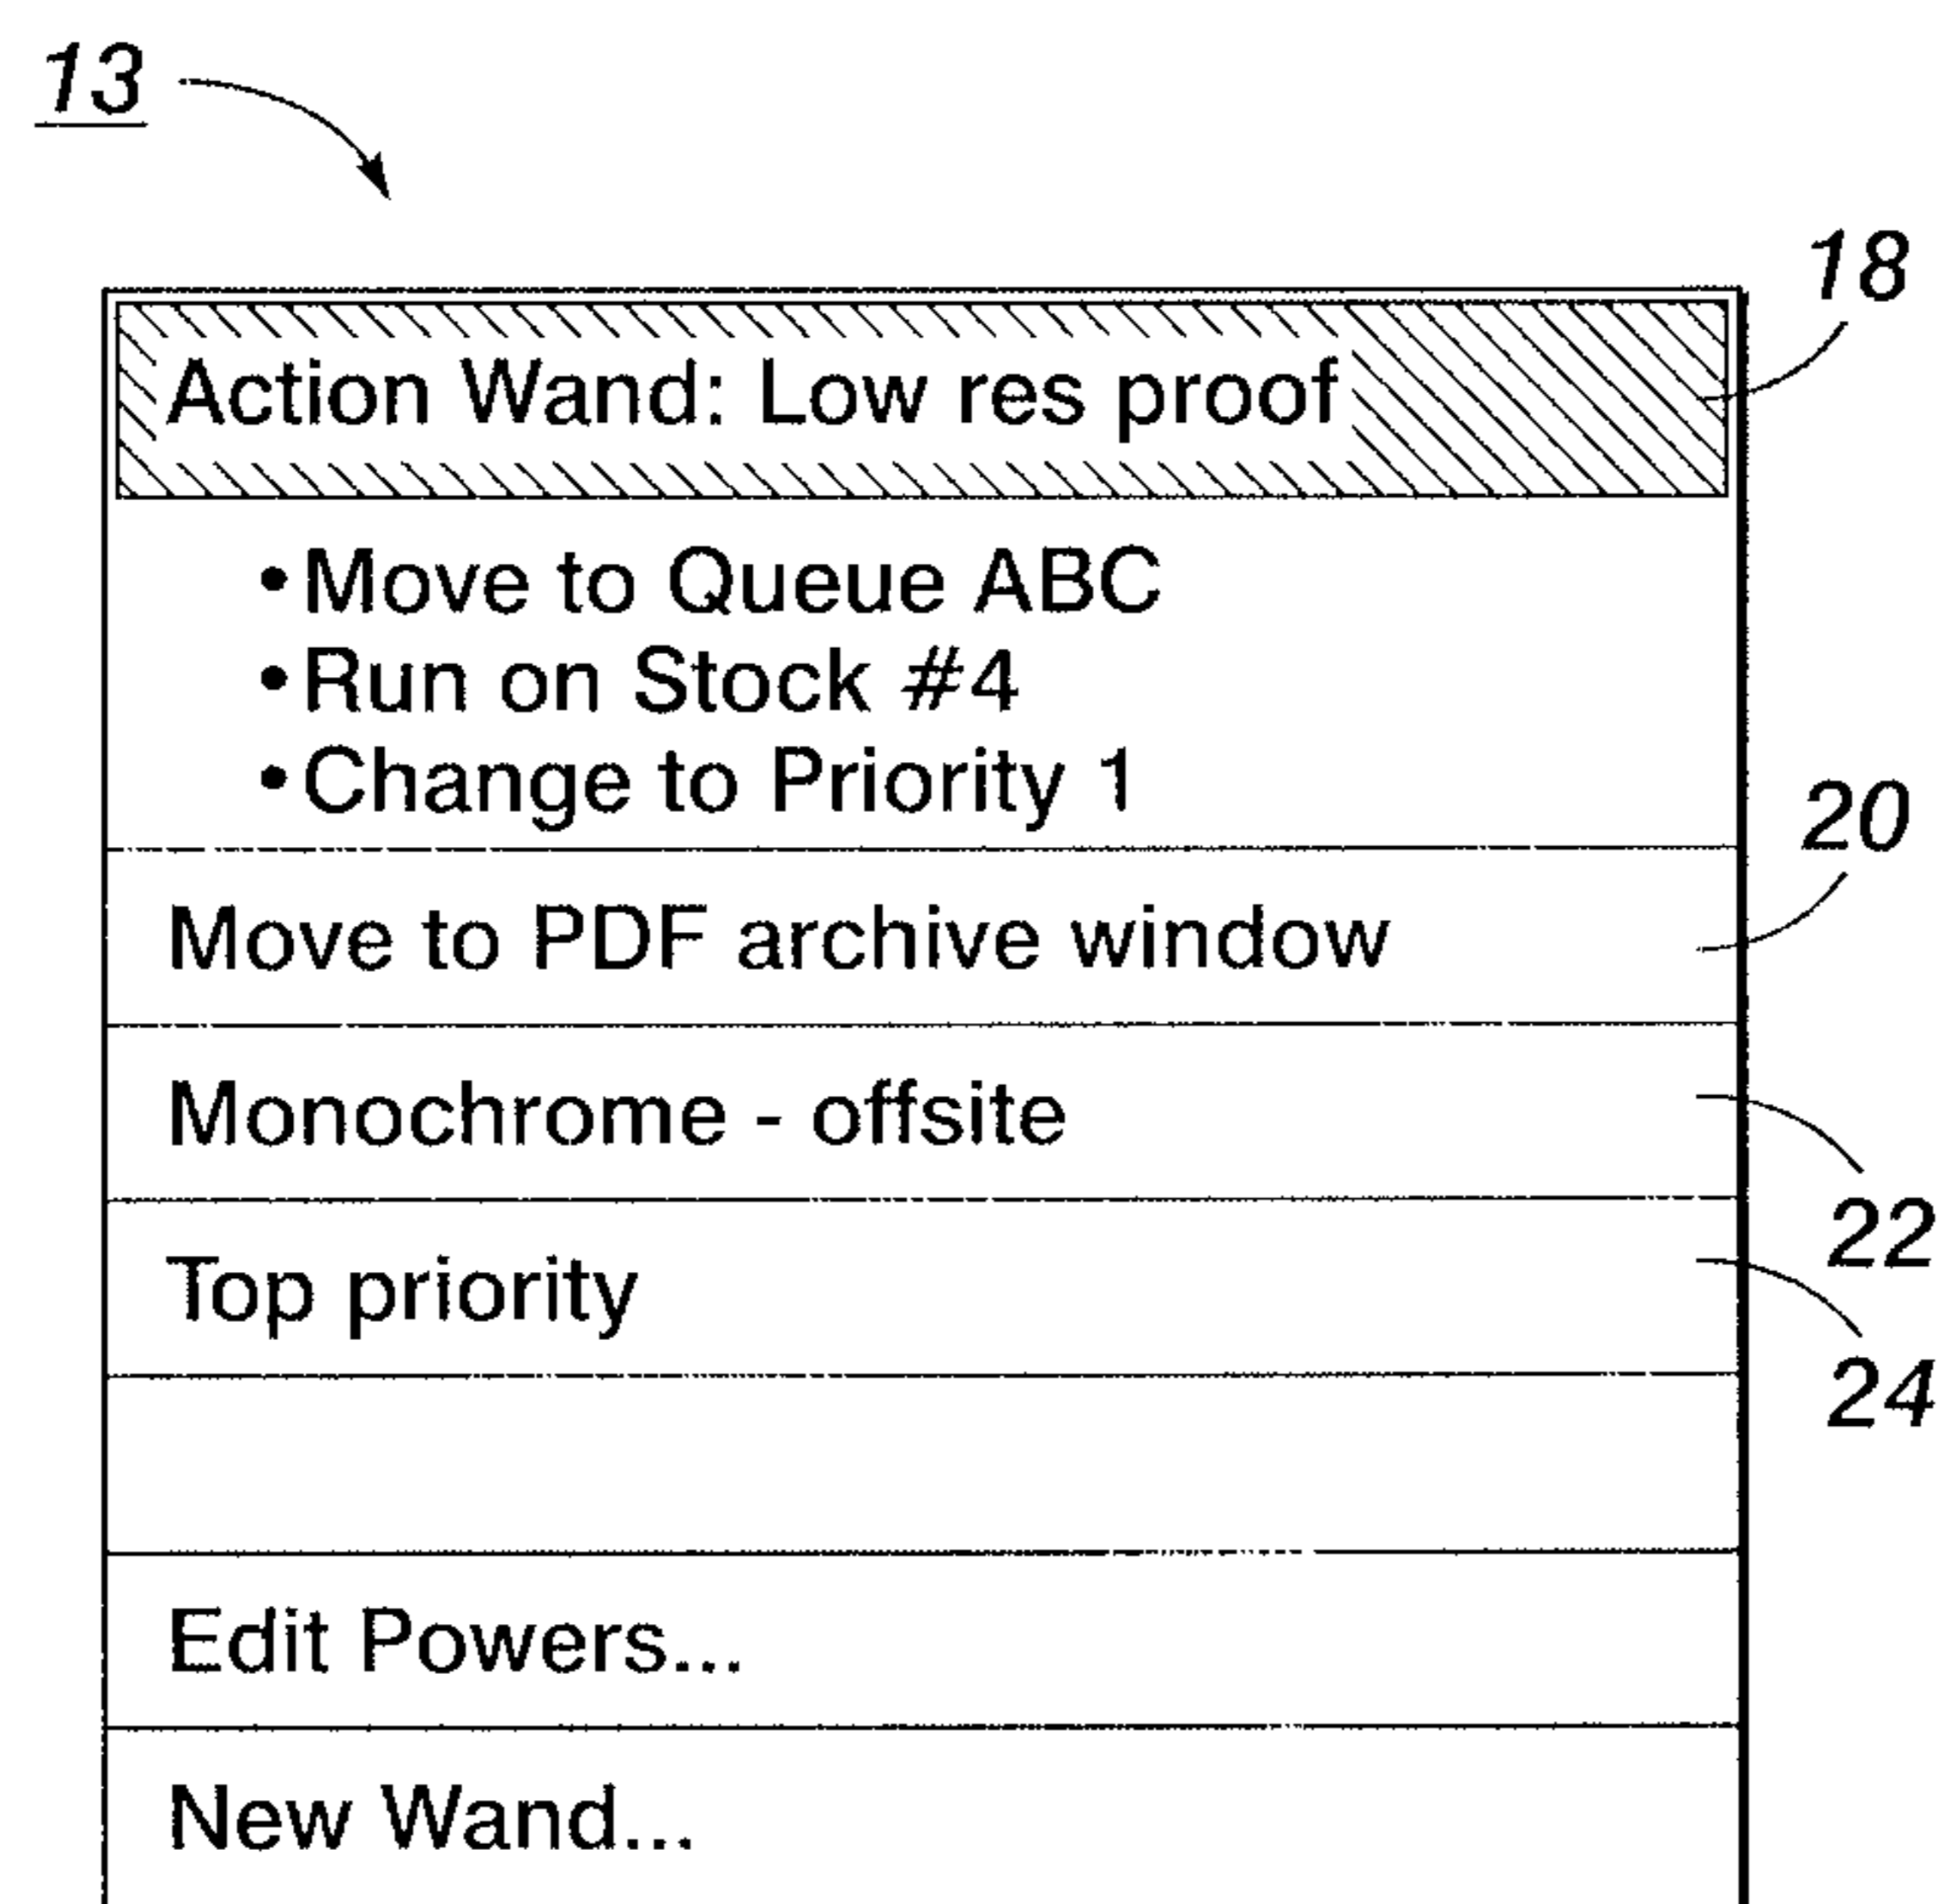 13
18
Action Wand: Low res proof
•Move to Queue ABC
•Run on Stock #4
•Change to Priority 1
20
Move to PDF archive window
Monochrome - offsite
22
Top priority
24
Edit Powers...
New Wand...